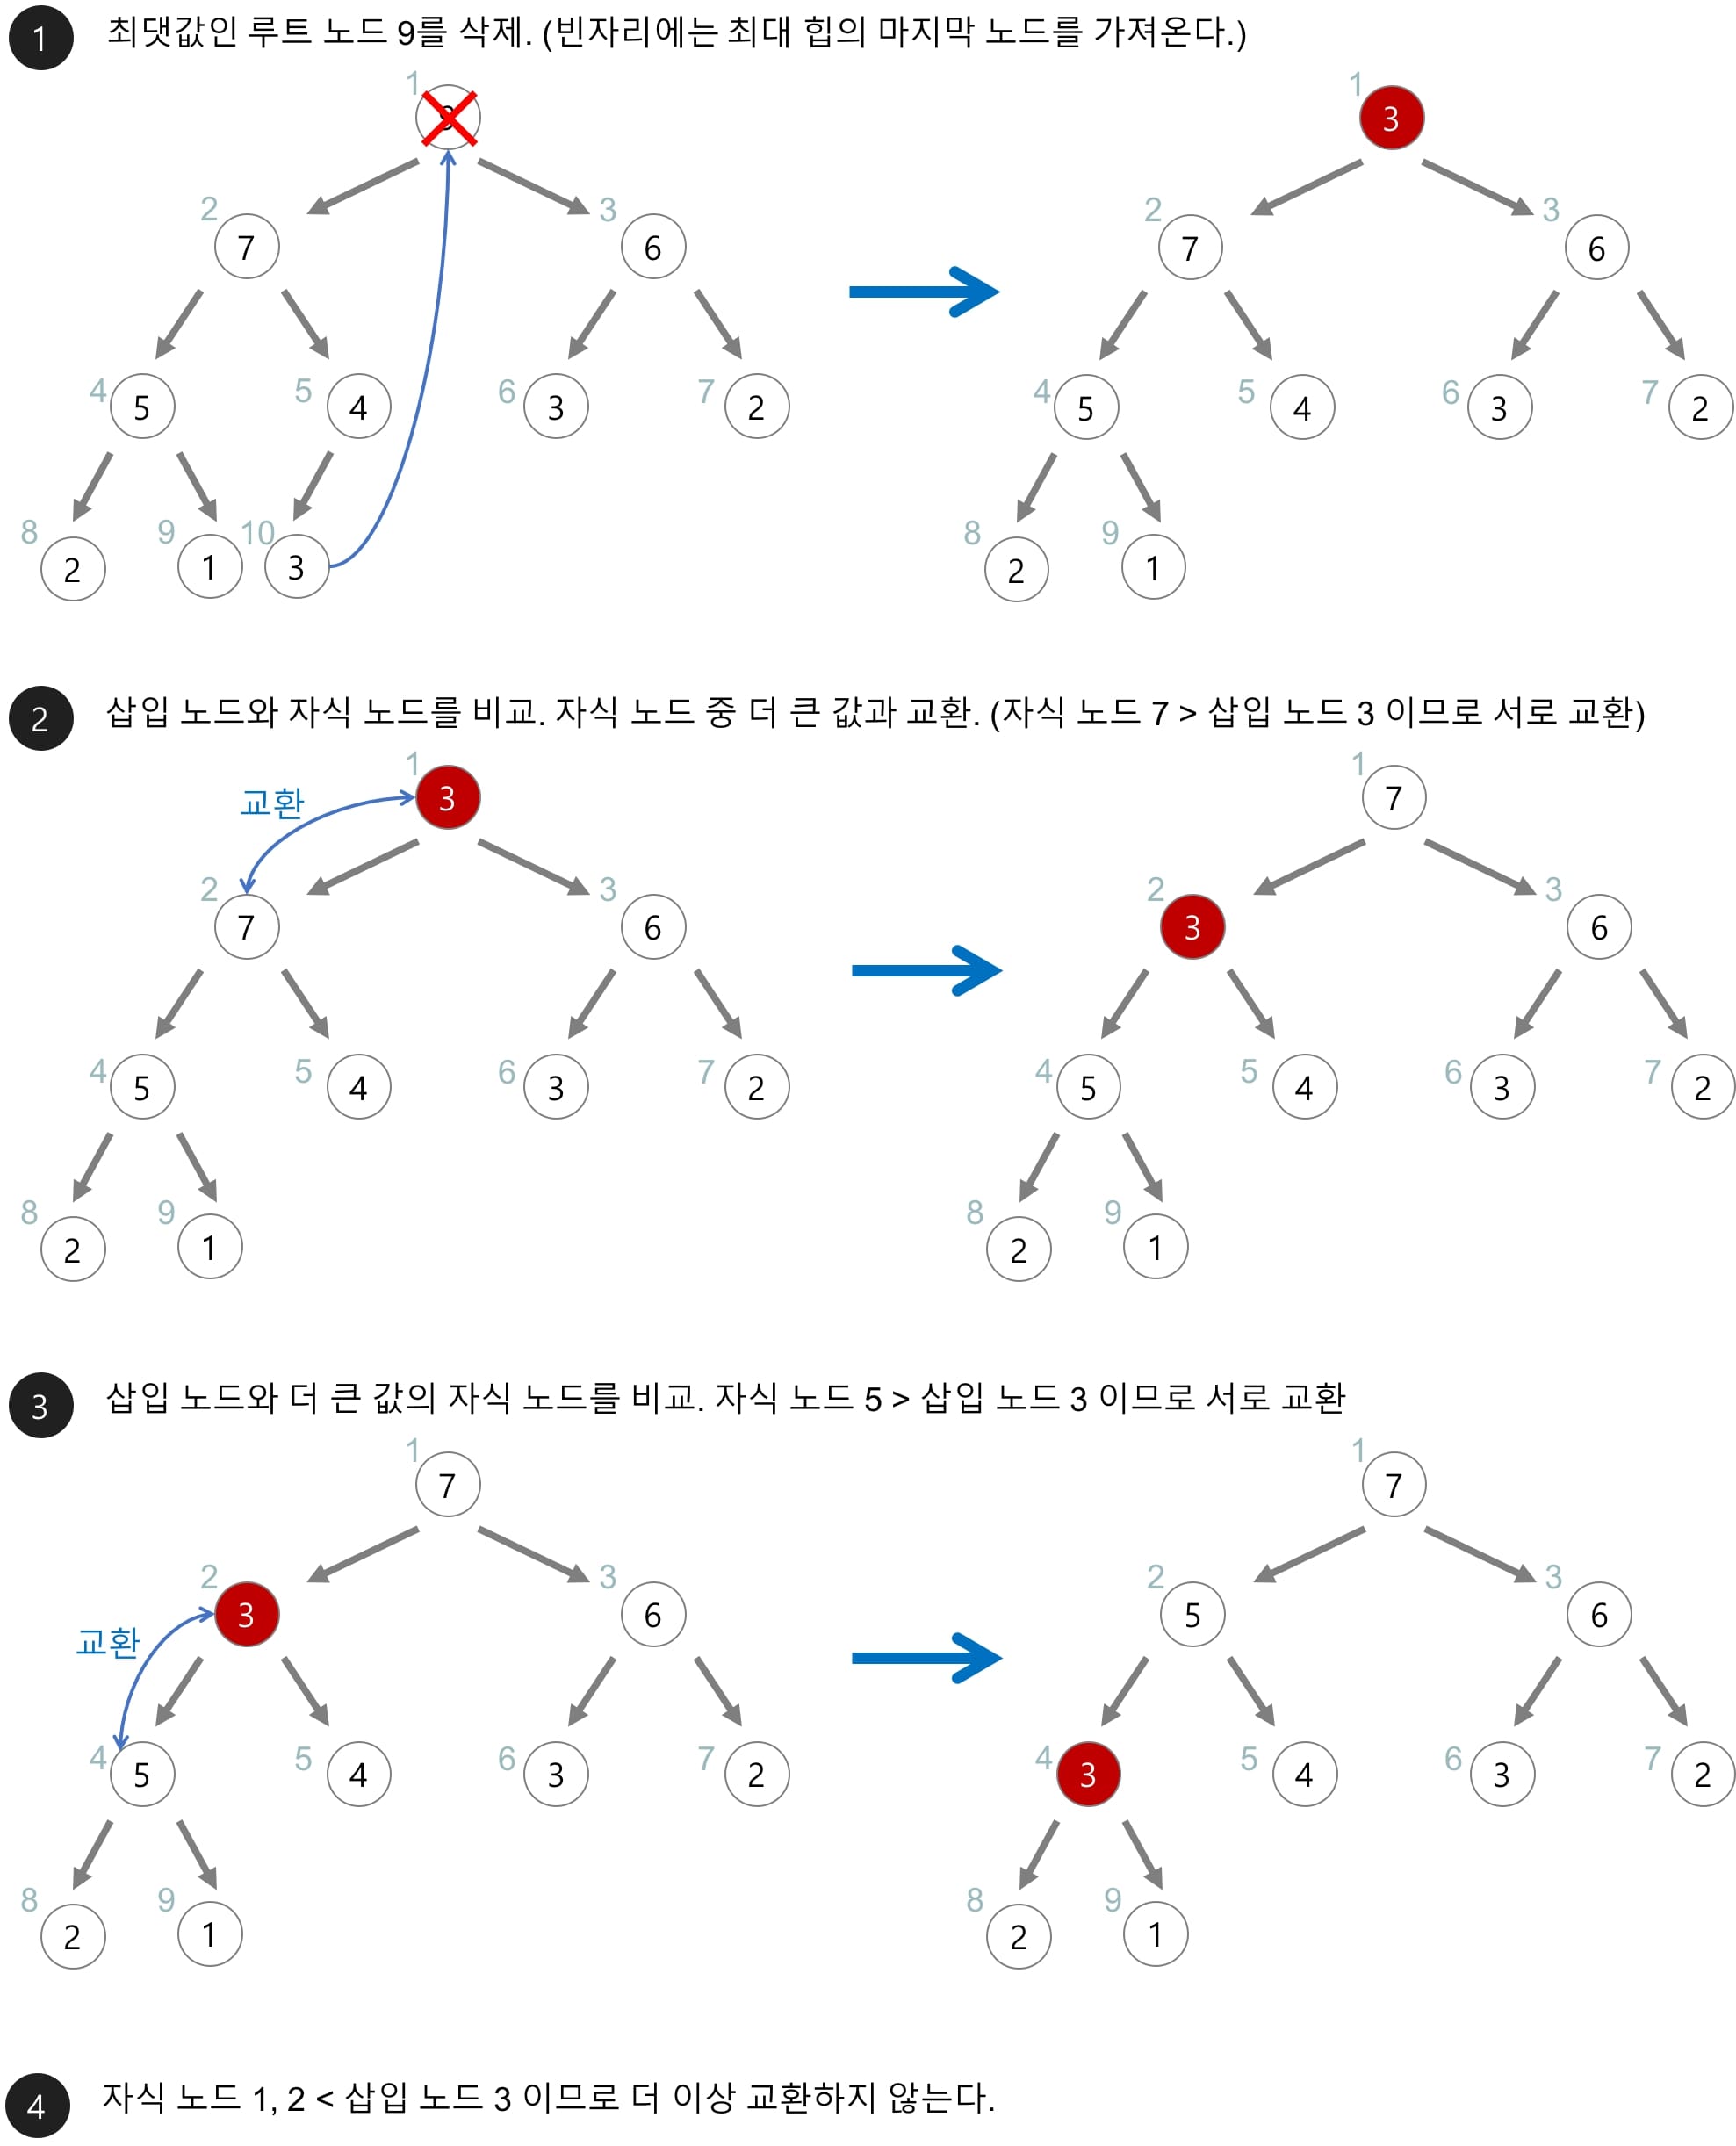 1 최댓값인 루트 노드 9를 삭제. (빈자리에는 최대 힙의 마지막 노드를 가져온다.)
1 9 1 3
2 7 3 6 2 7 3 6
4 5 5 4 6 3 7 2 4 5 5 4 6 3 7 2
8 2 9 1 10 3 8 2 9 1
2 삽입 노드와 자식 노드를 비교. 자식 노드 중 더 큰 값과 교환. (자식 노드 7 > 삽입 노드 3 이므로 서로 교환)
교환 1 3 1 7
2 7 3 6 2 3 3 6
4 5 5 4 6 3 7 2 4 5 5 4 6 3 7 2
8 2 9 1 8 2 9 1
3 삽입 노드와 더 큰 값의 자식 노드를 비교. 자식 노드 5 > 삽입 노드 3 이므로 서로 교환
1 7 1 7
교환 2 3 3 6 2 5 3 6
4 5 5 4 6 3 7 2 4 3 5 4 6 3 7 2
8 2 9 1 8 2 9 1
4 자식 노드 1, 2 < 삽입 노드 3 이므로 더 이상 교환하지 않는다.